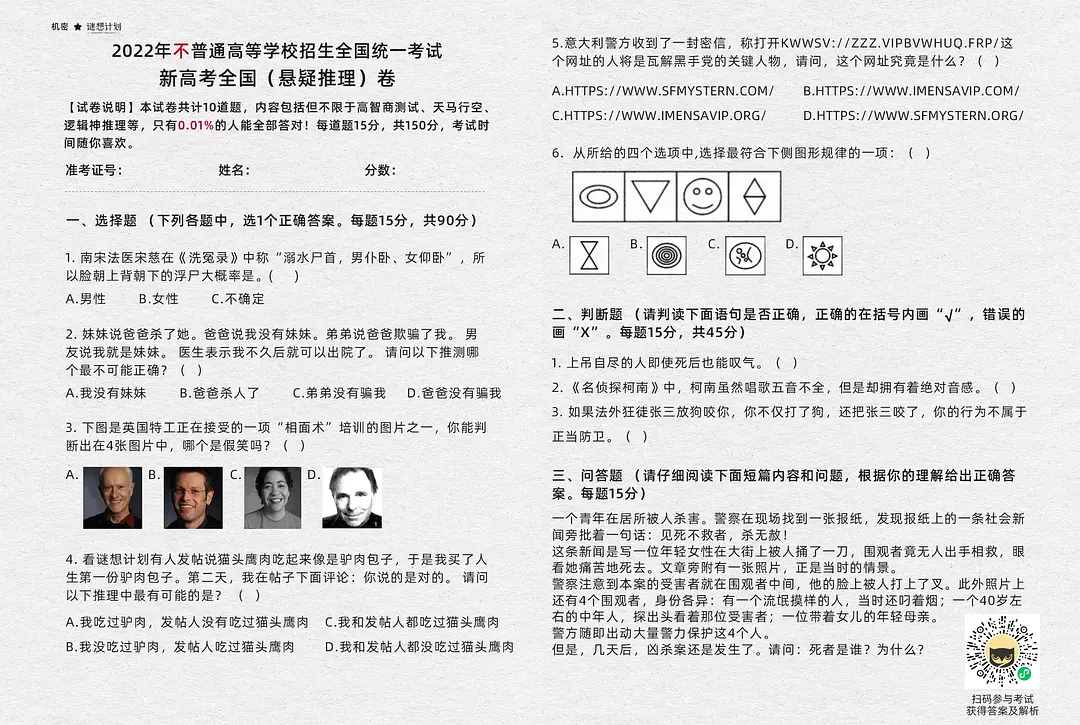 机密 ★ 谜想计划
2022年不普通高等学校招生全国统一考试
新高考全国（悬疑推理）卷
【试卷说明】本试卷共计10道题，内容包括但不限于高智商测试、天马行空、
逻辑神推理等，只有0.01%的人能全部答对！每道题15分，共150分，考试时
间随你喜欢。
准考证号： 姓名： 分数：
一、选择题 （下列各题中，选1个正确答案。每题15分，共90分）
1. 南宋法医宋慈在《洗冤录》中称“溺水尸首，男仆卧、女仰卧”，所
以脸朝上背朝下的浮尸大概率是。( )
A.男性 B.女性 C.不确定
2. 妹妹说爸爸杀了她。爸爸说我没有妹妹。弟弟说爸爸欺骗了我。 男
友说我就是妹妹。 医生表示我不久后就可以出院了。 请问以下推测哪
个最不可能正确？ （ ）
A.我没有妹妹 B.爸爸杀人了 C.弟弟没有骗我 D.爸爸没有骗我
3. 下图是英国特工正在接受的一项“相面术”培训的图片之一，你能判
断出在4张图片中，哪个是假笑吗？（ ）
A. B. C. D.
4. 看谜想计划有人发帖说猫头鹰肉吃起来像是驴肉包子，于是我买了人
生第一份驴肉包子。第二天，我在帖子下面评论：你说的是对的。 请问
以下推理中最有可能的是？ （ ）
A.我吃过驴肉，发帖人没有吃过猫头鹰肉 C.我和发帖人都吃过猫头鹰肉
B.我没吃过驴肉，发帖人吃过猫头鹰肉 D.我和发帖人都没吃过猫头鹰肉
5.意大利警方收到了一封密信，称打开KWWSV://ZZZ.VIPBVWHUQ.FRP/这
个网址的人将是瓦解黑手党的关键人物，请问，这个网址究竟是什么？（ ）
A.HTTPS://WWW.SFMYSTERN.COM/ B.HTTPS://WWW.IMENSAVIP.COM/
C.HTTPS://WWW.IMENSAVIP.ORG/ D.HTTPS://WWW.SFMYSTERN.ORG/
6. 从所给的四个选项中,选择最符合下侧图形规律的一项：（ ）
A. B. C. D.
二、判断题 （请判读下面语句是否正确，正确的在括号内画“√”，错误的
画“X”。每题15分，共45分）
1. 上吊自尽的人即使死后也能叹气。（ ）
2. 《名侦探柯南》中，柯南虽然唱歌五音不全，但是却拥有着绝对音感。（ ）
3. 如果法外狂徒张三放狗咬你，你不仅打了狗，还把张三咬了，你的行为不属于
正当防卫。（ ）
三、问答题 （请仔细阅读下面短篇内容和问题，根据你的理解给出正确答
案。每题15分）
一个青年在居所被人杀害。警察在现场找到一张报纸，发现报纸上的一条社会新
闻旁批着一句话：见死不救者，杀无赦！
这条新闻是写一位年轻女性在大街上被人捅了一刀，围观者竟无人出手相救，眼
看她痛苦地死去。文章旁附有一张照片，正是当时的情景。
警察注意到本案的受害者就在围观者中间，他的脸上被人打上了叉。此外照片上
还有4个围观者，身份各异：有一个流氓摸样的人，当时还叼着烟；一个40岁左
右的中年人，探出头看着那位受害者；一位带着女儿的年轻母亲。
警方随即出动大量警力保护这4个人。
但是，几天后，凶杀案还是发生了。请问：死者是谁？为什么？
扫码参与考试
获得答案及解析